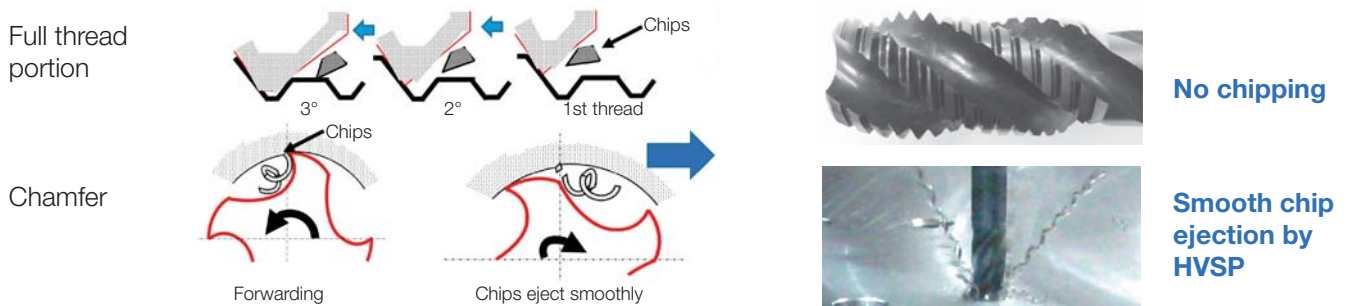 Full thread
portion
Chips
3°
2°
1st thread
No chipping
Chamfer
Chips
Forwarding
Chips eject smoothly
Smooth chip
ejection by
HVSP